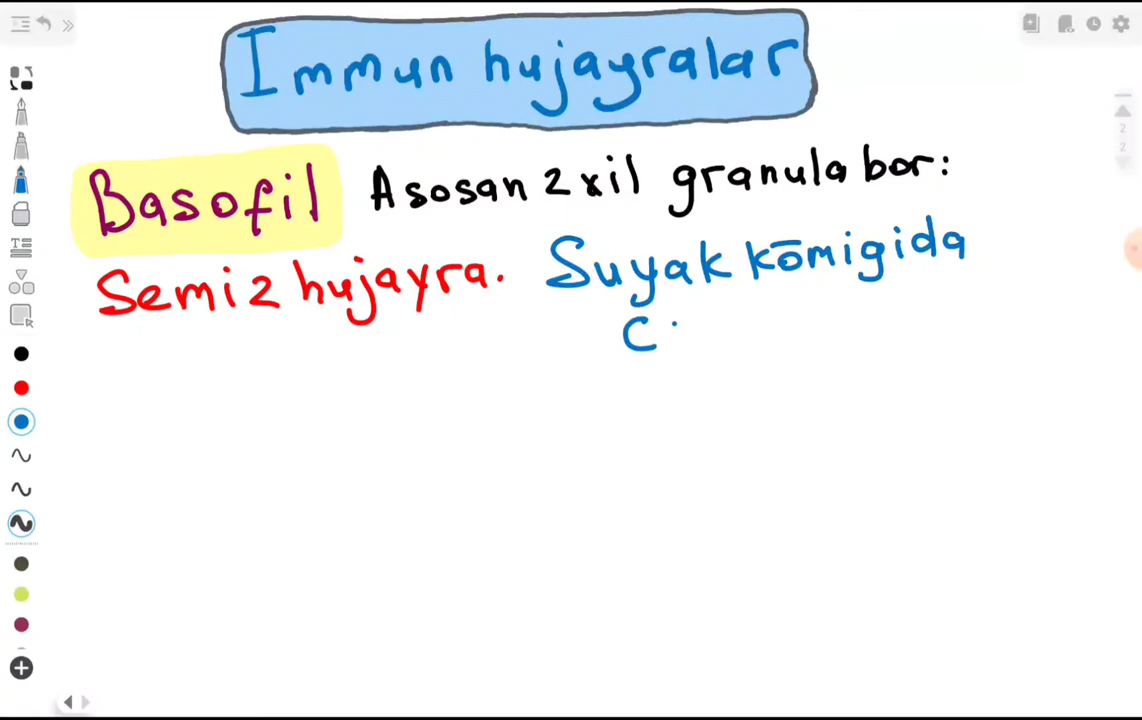 Immun hujayralar
Basofil Asosan 2 xil granula bor:
Semiz hujayra. Suyak kōmigida
C